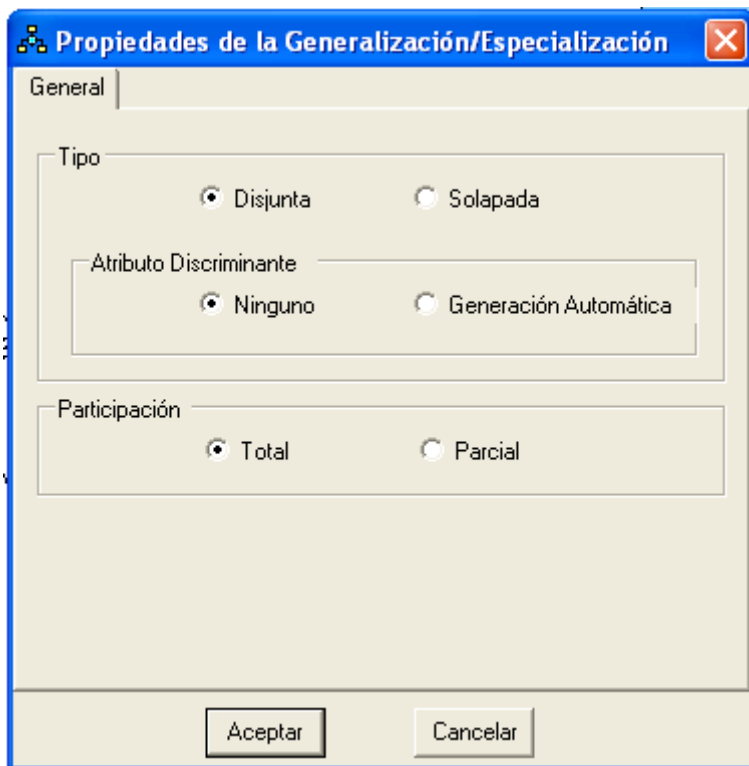 Propiedades de la Generalización/Especialización
General
Tipo
Disjunta Solapada
Atributo Discriminante
Ninguno Generación Automática
Participación
Total Parcial
Aceptar Cancelar